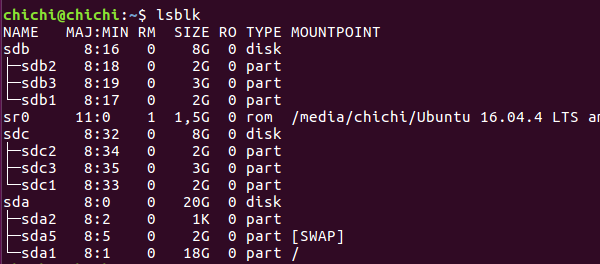 chichi@chichi:~$ lsblk
NAME   MAJ:MIN RM  SIZE RO TYPE MOUNTPOINT
sdb      8:16   0    8G  0 disk
├─sdb2   8:18   0    2G  0 part
├─sdb3   8:19   0    3G  0 part
└─sdb1   8:17   0    2G  0 part
sr0     11:0    1  1,5G  0 rom  /media/chichi/Ubuntu 16.04.4 LTS am
sdc      8:32   0    8G  0 disk
├─sdc2   8:34   0    2G  0 part
├─sdc3   8:35   0    3G  0 part
└─sdc1   8:33   0    2G  0 part
sda      8:0    0   20G  0 disk
├─sda2   8:2    0    1K  0 part
├─sda5   8:5    0    2G  0 part [SWAP]
└─sda1   8:1    0   18G  0 part /